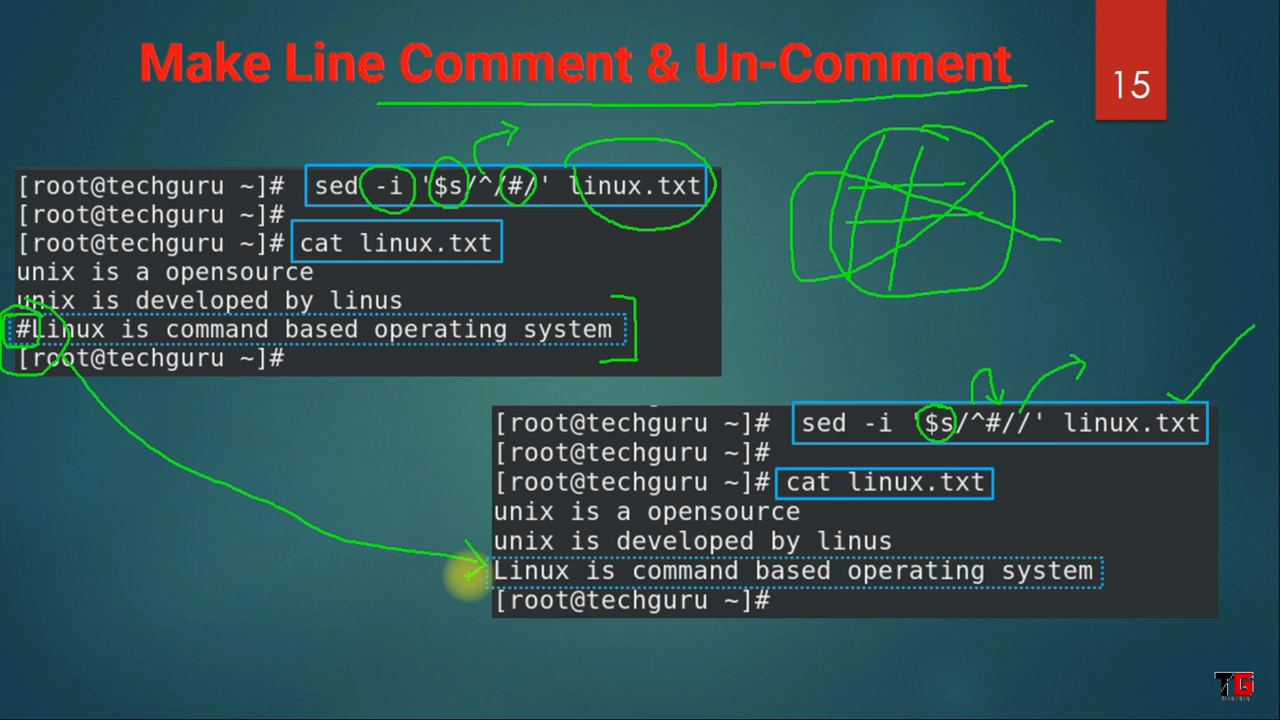 Make Line Comment & Un-Comment
15
[root@techguru ~]# sed -i '$s/^/#/' linux.txt
[root@techguru ~]#
[root@techguru ~]# cat linux.txt
unix is a opensource
unix is developed by linus
#Linux is command based operating system
[root@techguru ~]#
[root@techguru ~]# sed -i '$s/^#//' linux.txt
[root@techguru ~]#
[root@techguru ~]# cat linux.txt
unix is a opensource
unix is developed by linus
Linux is command based operating system
[root@techguru ~]#
TG